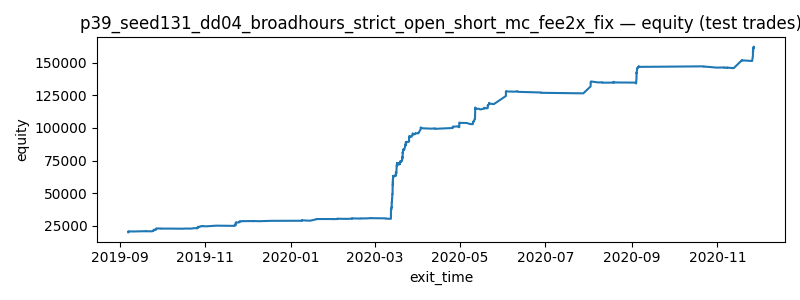 p39_seed131_dd04_broadhours_strict_open_short_mc_fee2x_fix — equity (test trades)
150000
125000
100000
75000
50000
25000
equity
2019-09 2019-11 2020-01 2020-03 2020-05 2020-07 2020-09 2020-11
exit_time